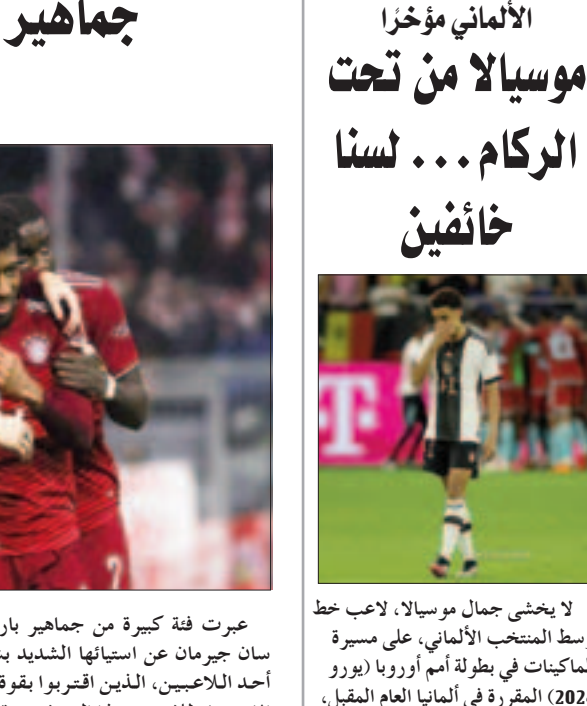 الألماني مؤخرًا
موسيالا من تحت
الركام... لسنا
خائفين
T
لا يخشى جمال موسيالا، لاعب خط
وسط المنتخب الألماني، على مسيرة
الماكينات في بطولة أمم أوروبا (يورو
2024) المقررة في ألمانيا العام المقبل،
جماهير
عبرت فئة كبيرة من جماهير
سان جيرمان عن استيائها الشديد
أحد اللاعبين، الذين اقتربوا بقوة